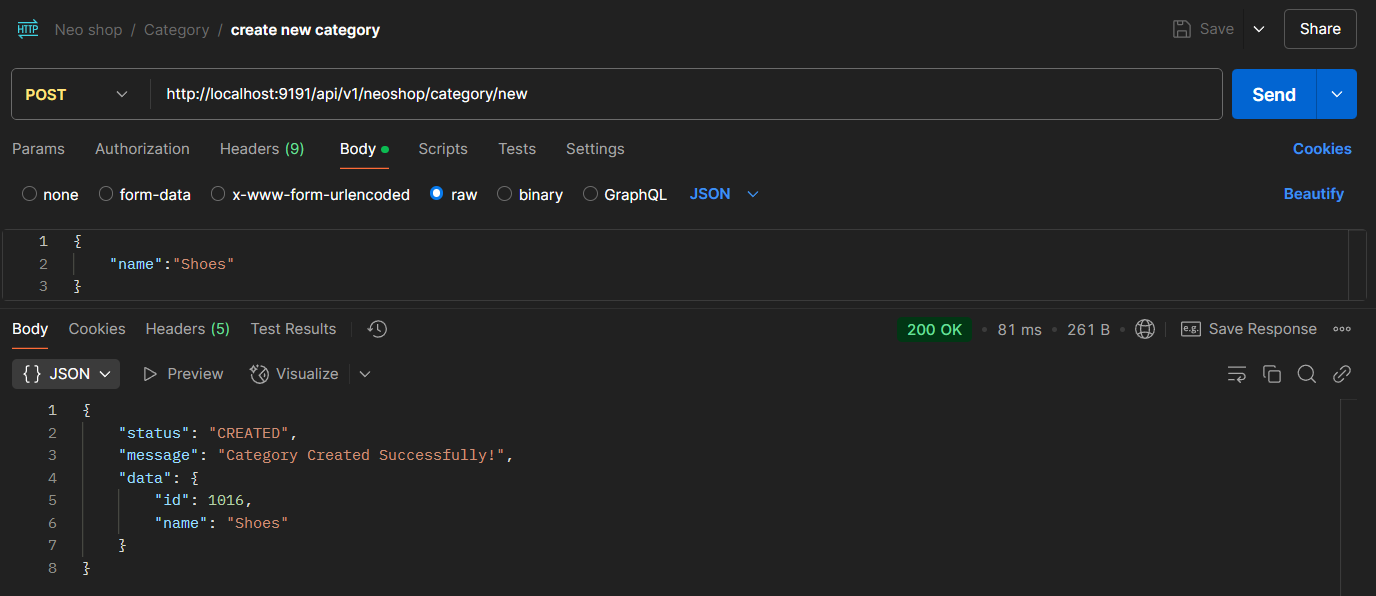 HTTP Neo shop / Category / create new category Save Share
POST http://localhost:9191/api/v1/neoshop/category/new Send
Params Authorization Headers (9) Body Scripts Tests Settings Cookies
none form-data x-www-form-urlencoded raw binary GraphQL JSON Beautify
1 {
2 "name":"Shoes"
3 }
Body Cookies Headers (5) Test Results 200 OK 81 ms 261 B e.g. Save Response
{} JSON Preview Visualize
1 {
2 "status": "CREATED",
3 "message": "Category Created Successfully!",
4 "data": {
5 "id": 1016,
6 "name": "Shoes"
7 }
8 }